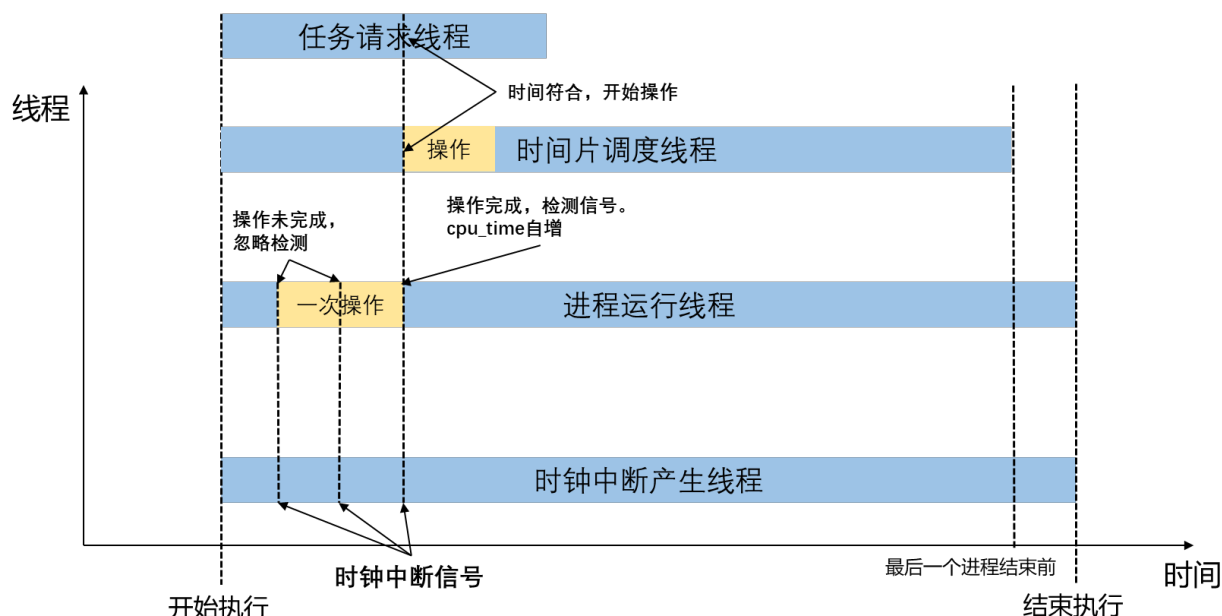 任务请求线程
线程
时间符合，开始操作
操作
时间片调度线程
操作未完成，
忽略检测
操作完成，检测信号。
cpu_time自增
一次操作
进程运行线程
时钟中断产生线程
时钟中断信号
最后一个进程结束前
时间
开始执行
结束执行